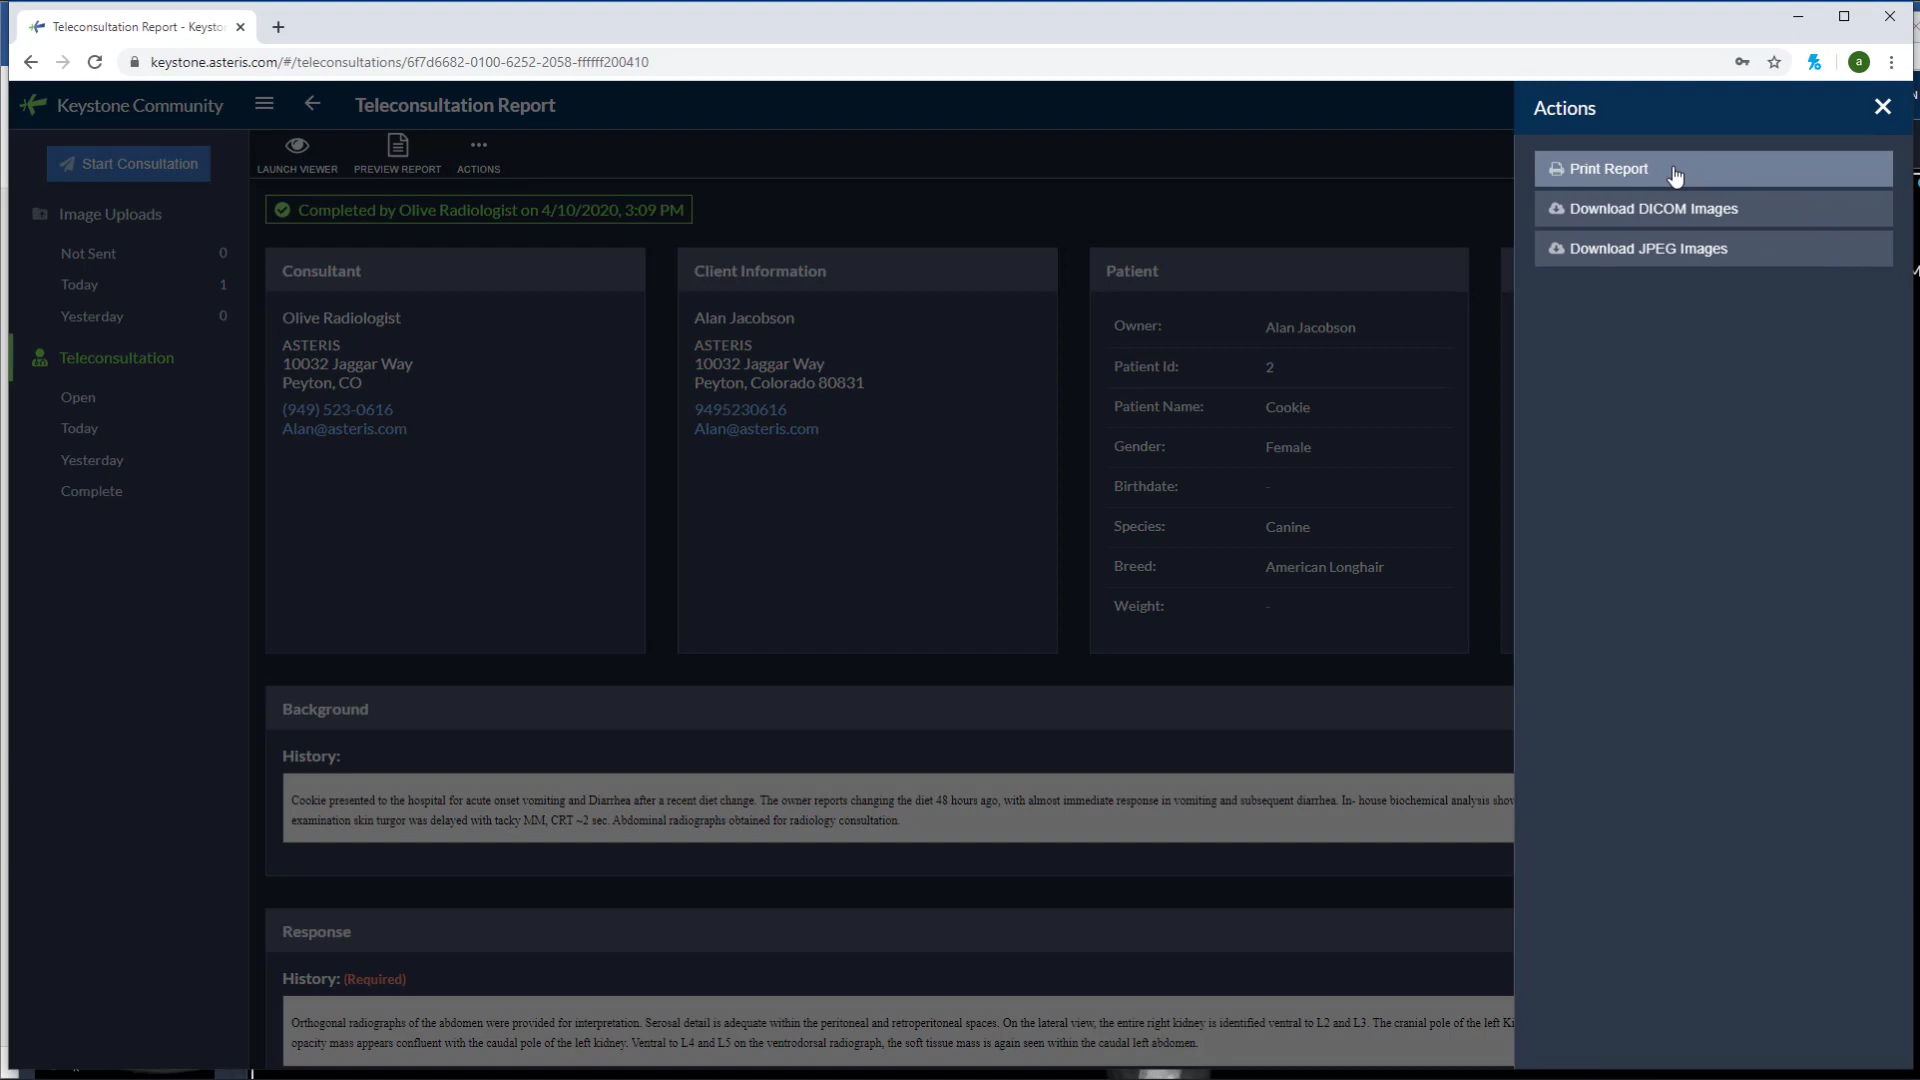 Teleconsultation Report - Keysto
keystone.asteris.com/#/teleconsultations/6f7d6682-0100-6252-2058-ffffff200410
a
Keystone Community
Teleconsultation Report
Actions
Start Consultation
LAUNCH VIEWER
PREVIEW REPORT
ACTIONS
Print Report
Download DICOM Images
Download JPEG Images
Completed by Olive Radiologist on 4/10/2020, 3:09 PM
Image Uploads
Not Sent 0
Today 1
Yesterday 0
Teleconsultation
Open
Today
Yesterday
Complete
Consultant
Olive Radiologist
ASTERIS
10032 Jaggar Way
Peyton, CO
(949) 523-0616
Alan@asteris.com
Client Information
Alan Jacobson
ASTERIS
10032 Jaggar Way
Peyton, Colorado 80831
9495230616
Alan@asteris.com
Patient
Owner: Alan Jacobson
Patient Id: 2
Patient Name: Cookie
Gender: Female
Birthdate: -
Species: Canine
Breed: American Longhair
Weight: -
Background
History:
Cookie presented to the hospital for acute onset vomiting and Diarrhea after a recent diet change. The owner reports changing the diet 48 hours ago, with almost immediate response in vomiting and subsequent diarrhea. In- house biochemical analysis show
examination skin turgor was delayed with tacky MM, CRT ~2 sec. Abdominal radiographs obtained for radiology consultation.
Response
History: (Required)
Orthogonal radiographs of the abdomen were provided for interpretation. Serosal detail is adequate within the peritoneal and retroperitoneal spaces. On the lateral view, the entire right kidney is identified ventral to L2 and L3. The cranial pole of the left Ki
opacity mass appears confluent with the caudal pole of the left kidney. Ventral to L4 and L5 on the ventrodorsal radiograph, the soft tissue mass is again seen within the caudal left abdomen.